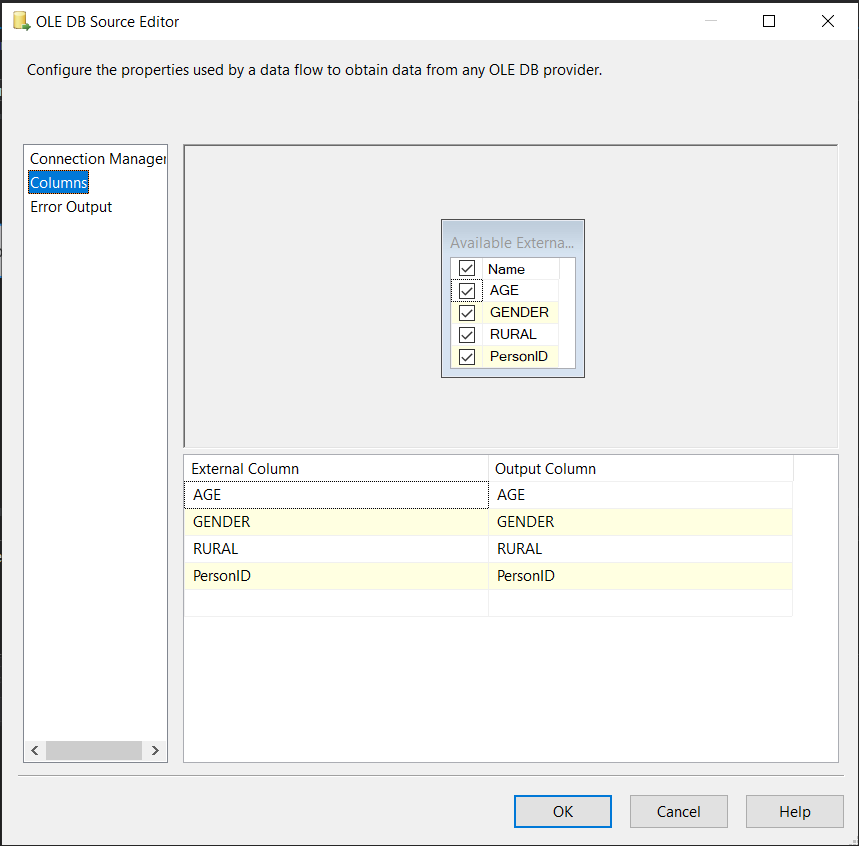 OLE DB Source Editor
Configure the properties used by a data flow to obtain data from any OLE DB provider.
Connection Manager
Columns
Error Output
Available Externa...
Name
AGE
GENDER
RURAL
PersonID
External Column Output Column
AGE AGE
GENDER GENDER
RURAL RURAL
PersonID PersonID
OK Cancel Help